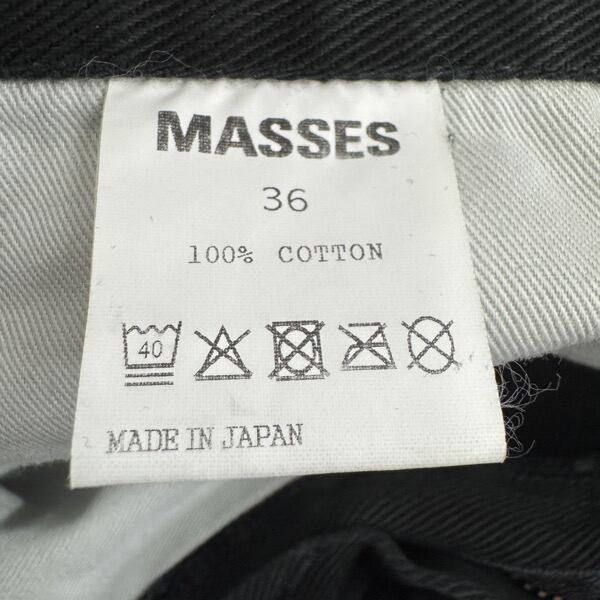 MASSES
36
100% COTTON
40
MADE IN JAPAN